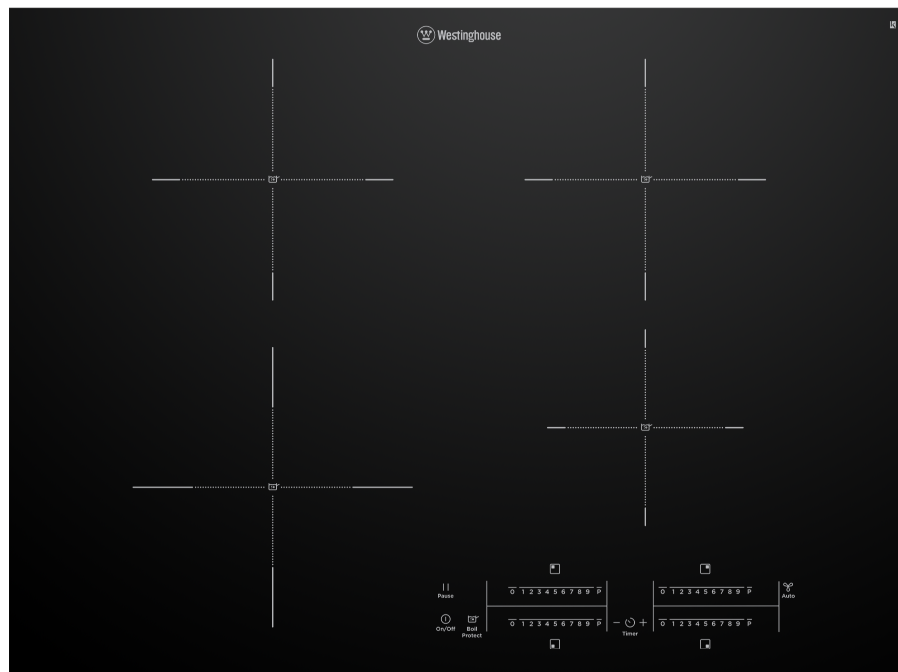 Westinghouse
Pause
0 1 2 3 4 5 6 7 8 9 P
0 1 2 3 4 5 6 7 8 9 P
Auto
On/Off
Boil
Protect
0 1 2 3 4 5 6 7 8 9 P
− Timer +
0 1 2 3 4 5 6 7 8 9 P